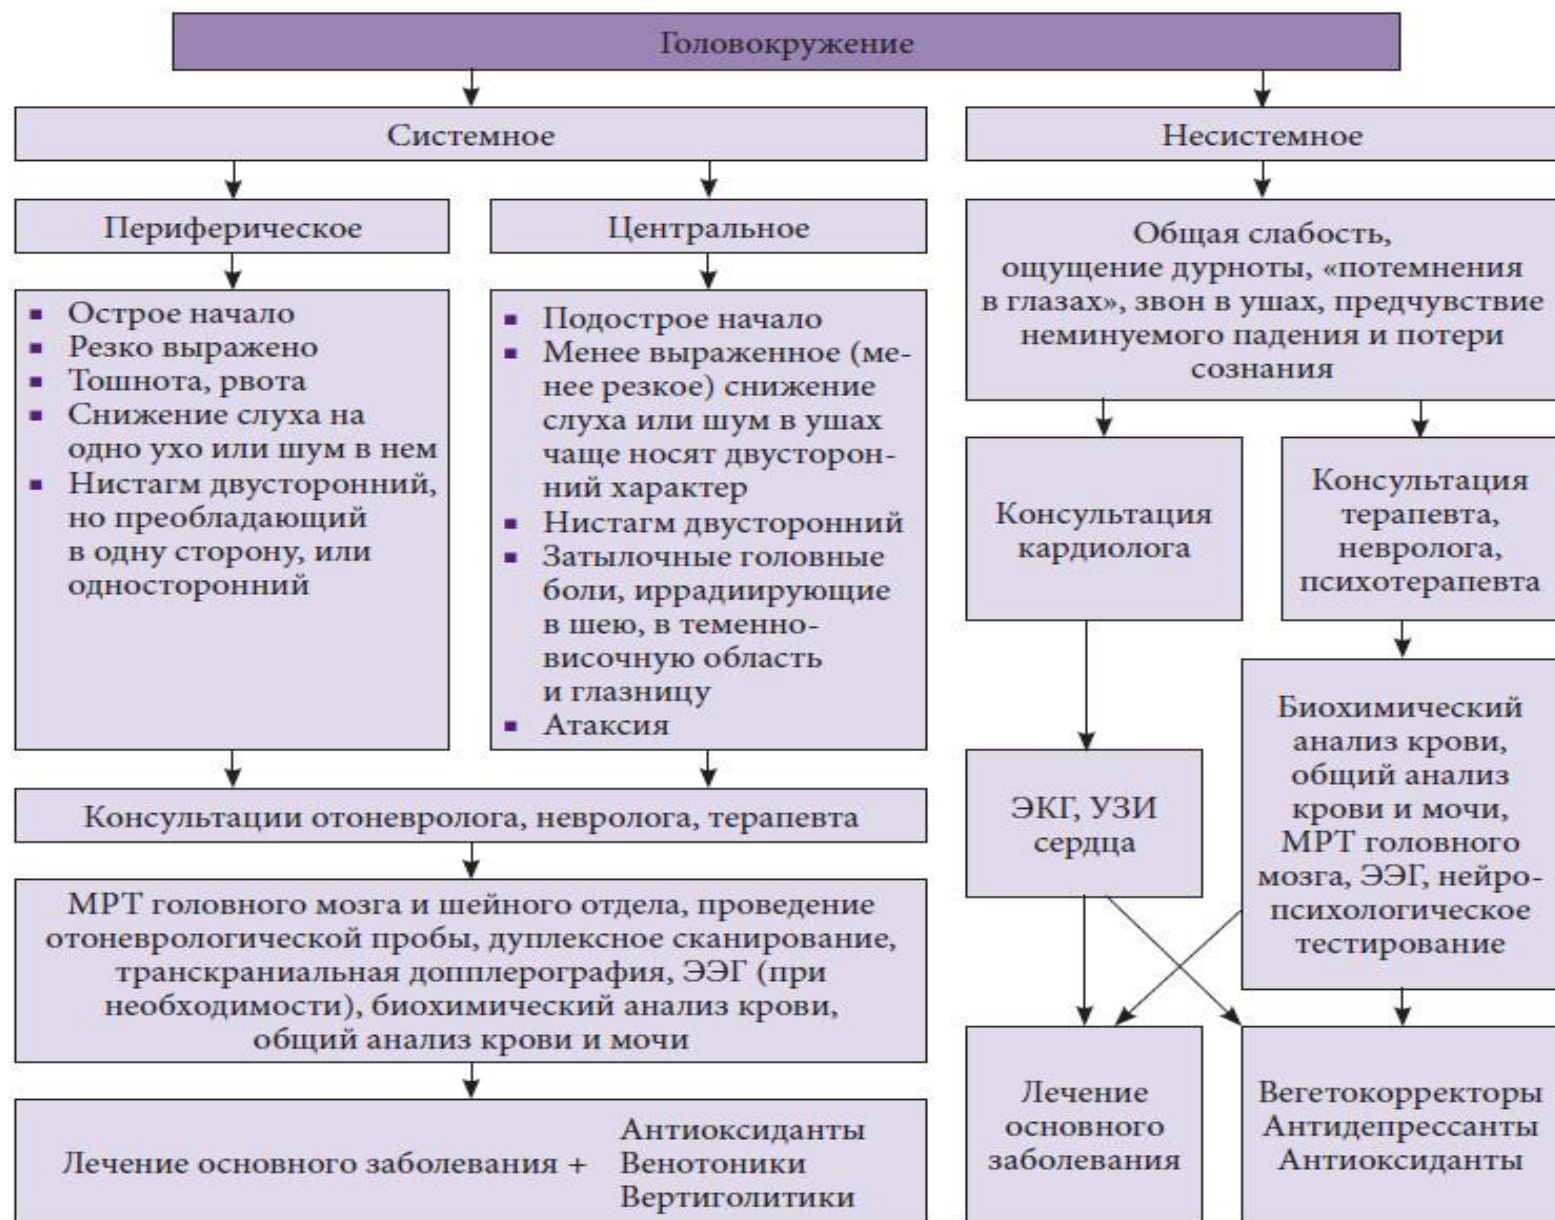 Головокружение
Системное
Несистемное
Периферическое
Центральное
▪ Острое начало
▪ Резко выражено
▪ Тошнота, рвота
▪ Снижение слуха на
одно ухо или шум в нем
▪ Нистагм двусторонний,
но преобладающий
в одну сторону, или
односторонний
▪ Подострое начало
▪ Менее выраженное (ме-
нее резкое) снижение
слуха или шум в ушах
чаще носят двусторон-
ний характер
▪ Нистагм двусторонний
▪ Затылочные головные
боли, иррадиирующие
в шею, в теменно-
височную область
и глазницу
▪ Атаксия
Консультации отоневролога, невролога, терапевта
МРТ головного мозга и шейного отдела, проведение
отоневрологической пробы, дуплексное сканирование,
транскраниальная допплерография, ЭЭГ (при
необходимости), биохимический анализ крови,
общий анализ крови и мочи
Лечение основного заболевания +
Антиоксиданты
Венотоники
Вертиголитики
Общая слабость,
ощущение дурноты, «потемнения
в глазах», звон в ушах, предчувствие
неминуемого падения и потери
сознания
Консультация
кардиолога
Консультация
терапевта,
невролога,
психотерапевта
ЭКГ, УЗИ
сердца
Биохимический
анализ крови,
общий анализ
крови и мочи,
МРТ головного
мозга, ЭЭГ, нейро-
психологическое
тестирование
Лечение
основного
заболевания
Вегетокорректоры
Антидепрессанты
Антиоксиданты